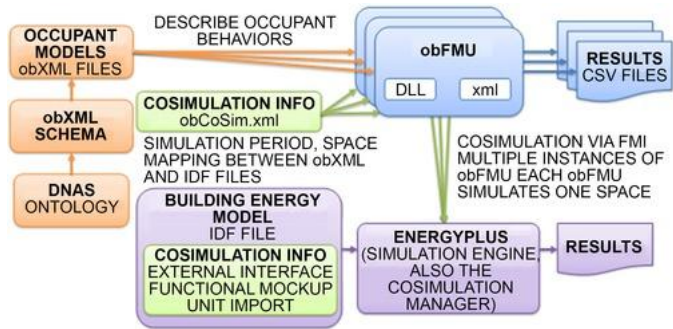 OCCUPANT
MODELS
obXML FILES
DESCRIBE OCCUPANT
BEHAVIORS
obFMU
DLL
xml
RESULTS
CSV FILES
obXML
SCHEMA
COSIMULATION INFO
obCoSim.xml
SIMULATION PERIOD, SPACE
MAPPING BETWEEN obXML
AND IDF FILES
COSIMULATION VIA FMI
MULTIPLE INSTANCES OF
obFMU EACH obFMU
SIMULATES ONE SPACE
DNAS
ONTOLOGY
BUILDING ENERGY
MODEL
IDF FILE
COSIMULATION INFO
EXTERNAL INTERFACE
FUNCTIONAL MOCKUP
UNIT IMPORT
ENERGYPLUS
(SIMULATION ENGINE,
ALSO THE
COSIMULATION
MANAGER)
RESULTS